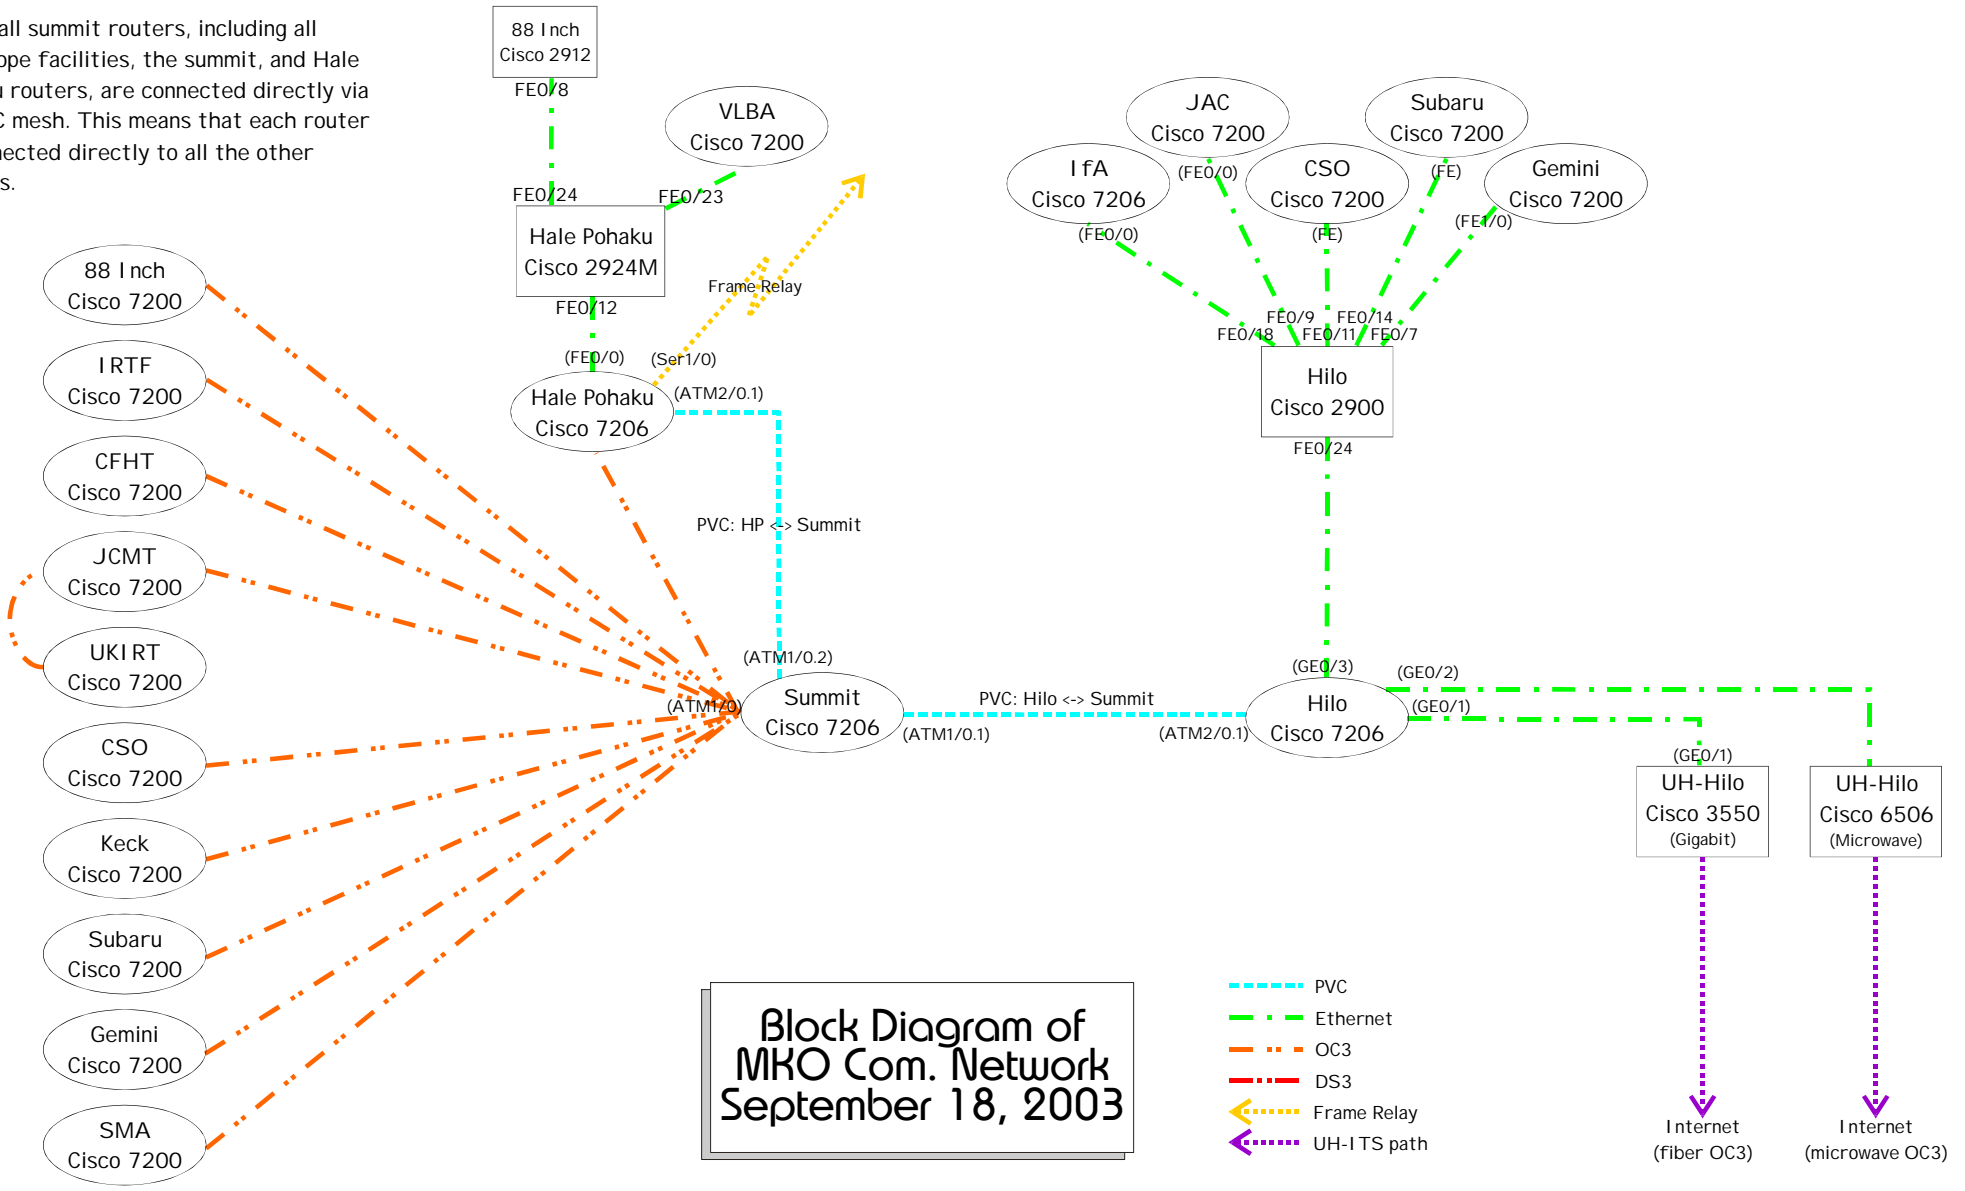 all summit routers, including all
ope facilities, the summit, and Hale
u routers, are connected directly via
C mesh. This means that each router
nected directly to all the other
s.
88 Inch
Cisco 2912
FE0/8
VLBA
Cisco 7200
FE0/24
FE0/23
Hale Pohaku
Cisco 2924M
FE0/12
Frame Relay
(FE0/0)
(Ser1/0)
Hale Pohaku
Cisco 7206
(ATM2/0.1)
PVC: HP <-> Summit
JAC
Cisco 7200
Subaru
Cisco 7200
IfA
Cisco 7206
CSO
Cisco 7200
Gemini
Cisco 7200
(FE0/0)
(FE)
(FE0/0)
(FE)
(FE1/0)
FE0/9
FE0/14
FE0/18
FE0/11
FE0/7
Hilo
Cisco 2900
FE0/24
88 Inch
Cisco 7200
IRTF
Cisco 7200
CFHT
Cisco 7200
JCMT
Cisco 7200
UKIRT
Cisco 7200
CSO
Cisco 7200
Keck
Cisco 7200
Subaru
Cisco 7200
Gemini
Cisco 7200
SMA
Cisco 7200
(ATM1/0.2)
(ATM1/0)
Summit
Cisco 7206
(ATM1/0.1)
PVC: Hilo <-> Summit
(ATM2/0.1)
(GE0/3)
Hilo
Cisco 7206
(GE0/2)
(GE0/1)
(GE0/1)
UH-Hilo
Cisco 3550
(Gigabit)
UH-Hilo
Cisco 6506
(Microwave)
Internet
(fiber OC3)
Internet
(microwave OC3)
Block Diagram of
MKO Com. Network
September 18, 2003
PVC
Ethernet
OC3
DS3
Frame Relay
UH-ITS path